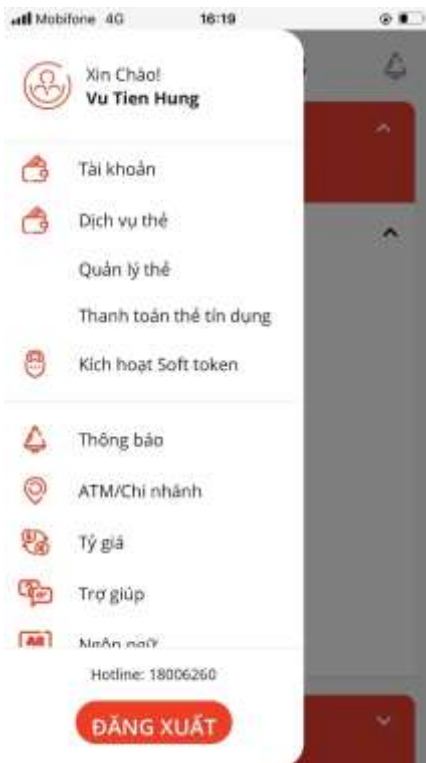 Mobifone 4G 16:19
Xin Chào!
Vu Tien Hung
Tài khoản
Dịch vụ thẻ
Quản lý thẻ
Thanh toán thẻ tín dụng
Kích hoạt Soft token
Thông báo
ATM/Chi nhánh
Tỷ giá
Trợ giúp
Ngôn ngữ
Hotline: 18006260
ĐĂNG XUẤT